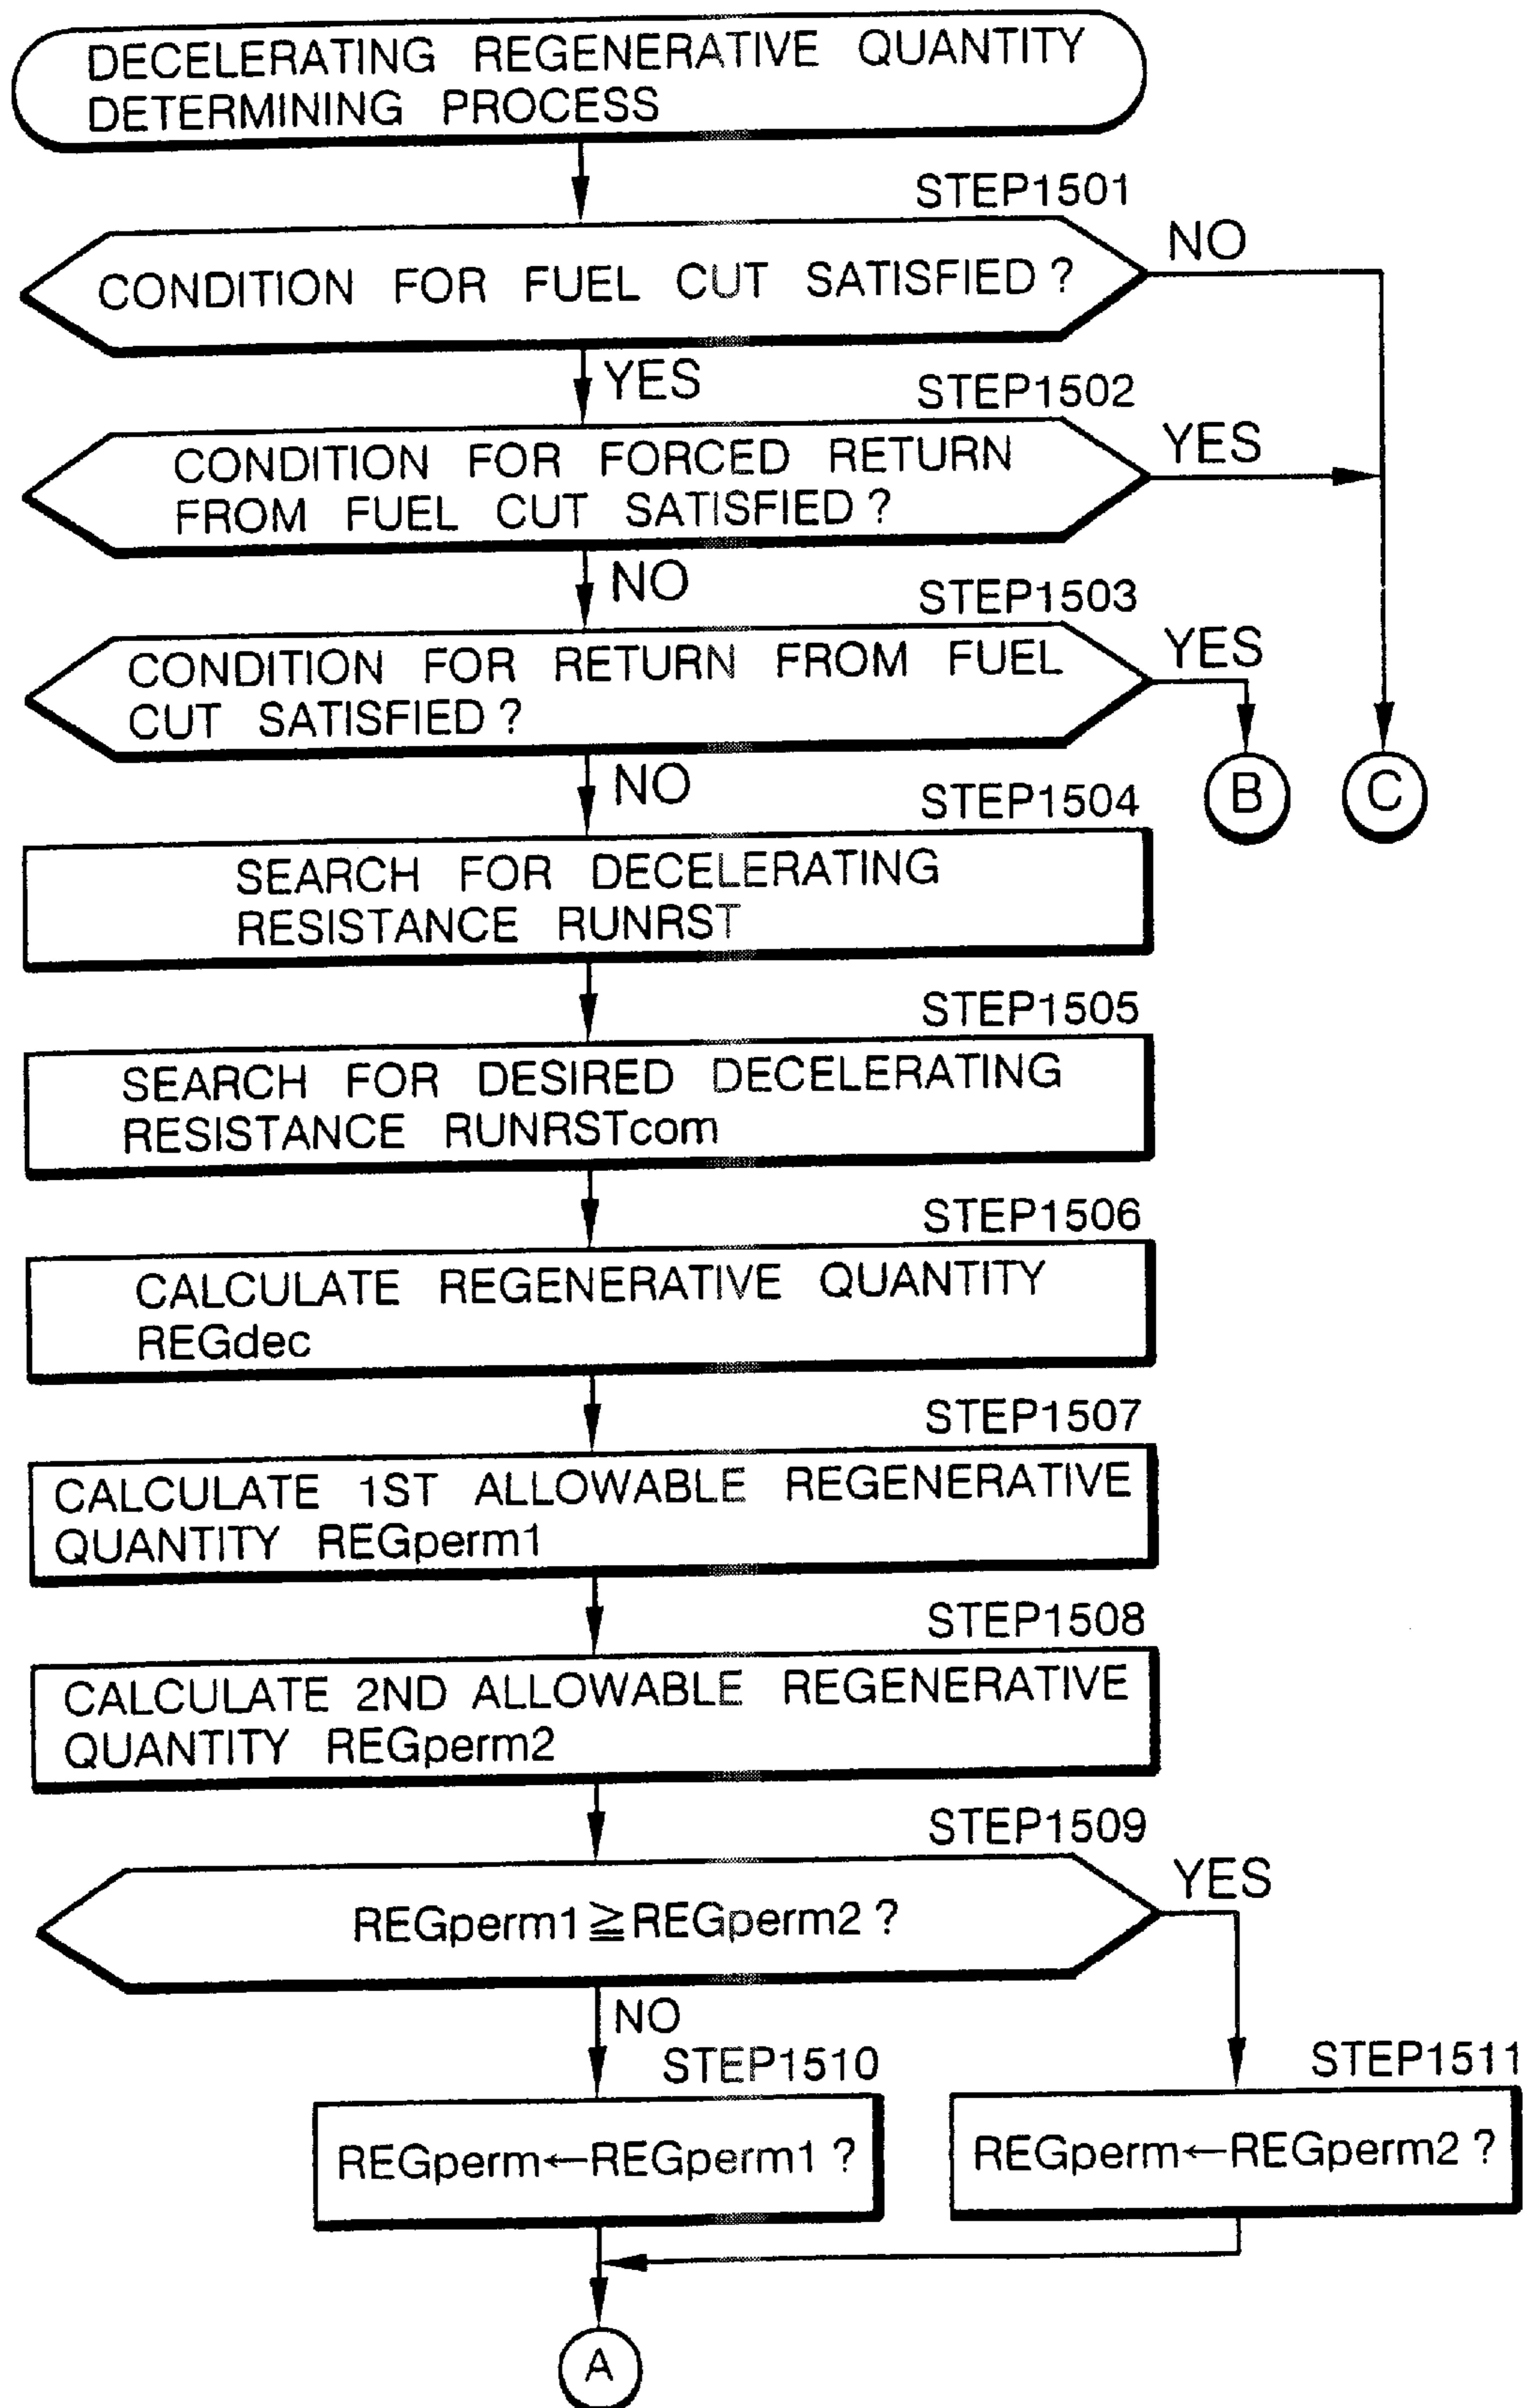 DECELERATING REGENERATIVE QUANTITY
DETERMINING PROCESS
STEP1501
CONDITION FOR FUEL CUT SATISFIED ?
NO
YES
STEP1502
CONDITION FOR FORCED RETURN
FROM FUEL CUT SATISFIED ?
YES
NO
STEP1503
CONDITION FOR RETURN FROM FUEL
CUT SATISFIED ?
YES
NO
B
C
STEP1504
SEARCH FOR DECELERATING
RESISTANCE RUNRST
STEP1505
SEARCH FOR DESIRED DECELERATING
RESISTANCE RUNRSTcom
STEP1506
CALCULATE REGENERATIVE QUANTITY
REGdec
STEP1507
CALCULATE 1ST ALLOWABLE REGENERATIVE
QUANTITY REGperm1
STEP1508
CALCULATE 2ND ALLOWABLE REGENERATIVE
QUANTITY REGperm2
STEP1509
REGperm1≧REGperm2 ?
YES
NO
STEP1510
REGperm←REGperm1 ?
STEP1511
REGperm←REGperm2 ?
A